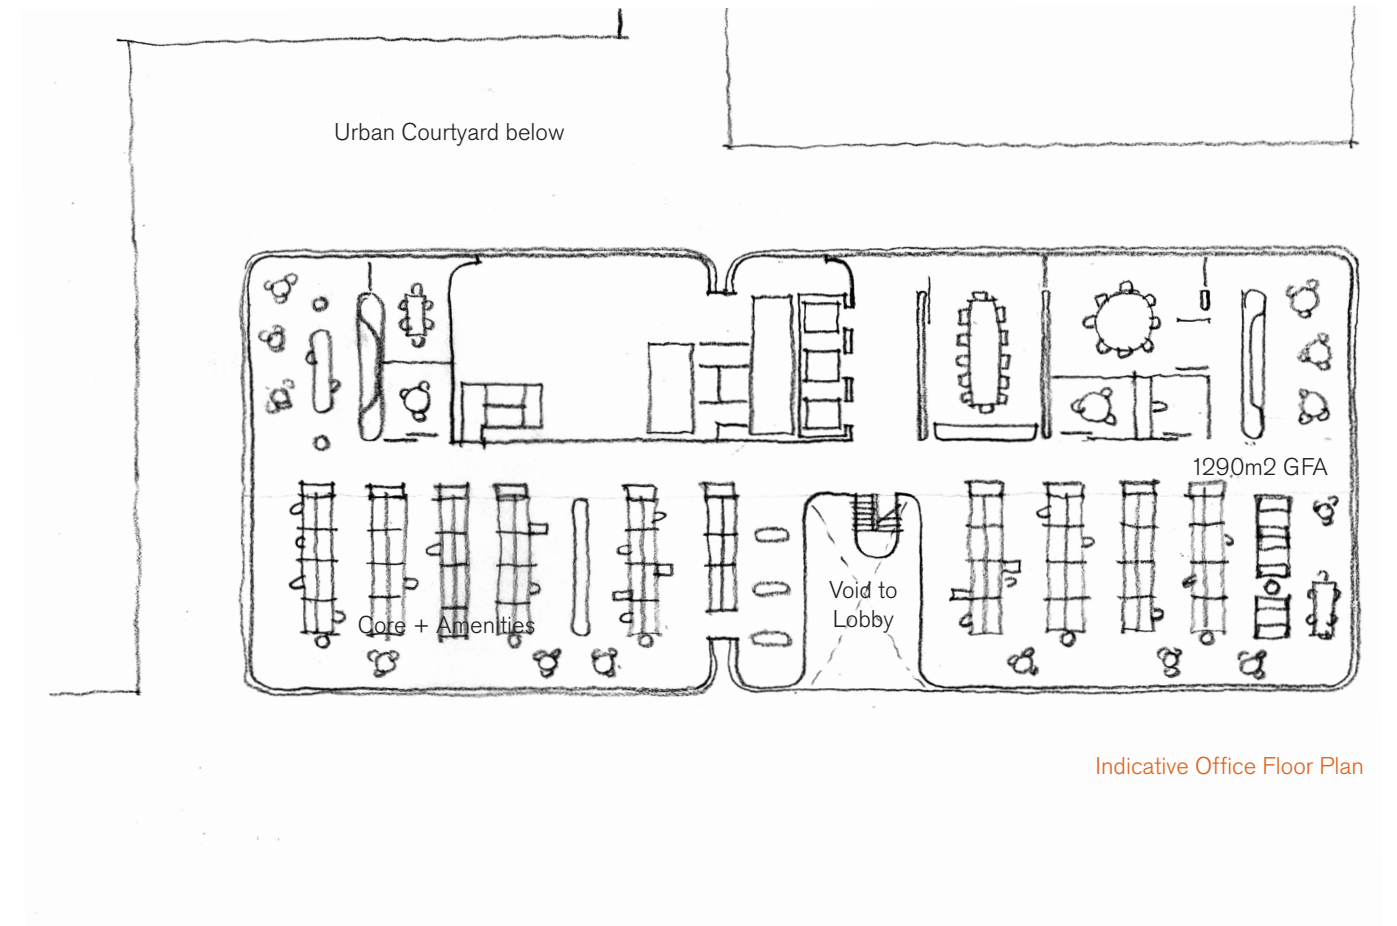 Urban Courtyard below
1290m2 GFA
Void to
Lobby
Core + Amenities
Indicative Office Floor Plan